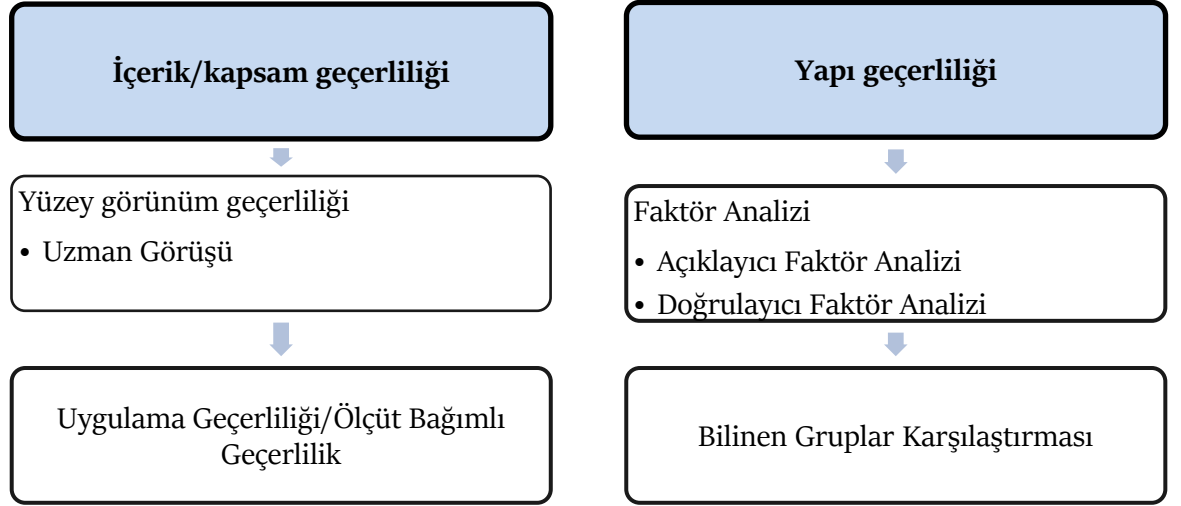 İçerik/kapsam geçerliliği
Yüzey görünüm geçerliliği
• Uzman Görüşü
Uygulama Geçerliliği/Ölçüt Bağımlı
Geçerlilik
Yapı geçerliliği
Faktör Analizi
• Açıklayıcı Faktör Analizi
• Doğrulayıcı Faktör Analizi
Bilinen Gruplar Karşılaştırması